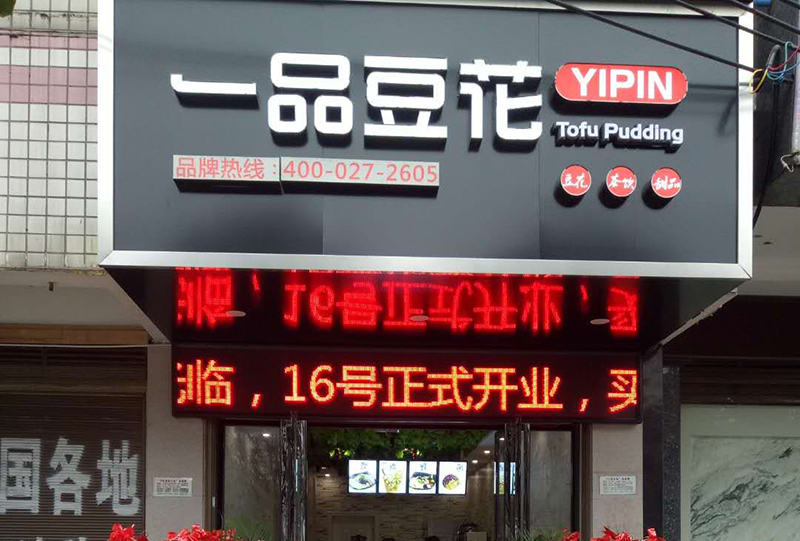 一品豆花
YIPIN
Tofu Pudding
品牌热线：400-027-2605
豆花 茶饮 甜品
临，16号正式开业，买
国各地